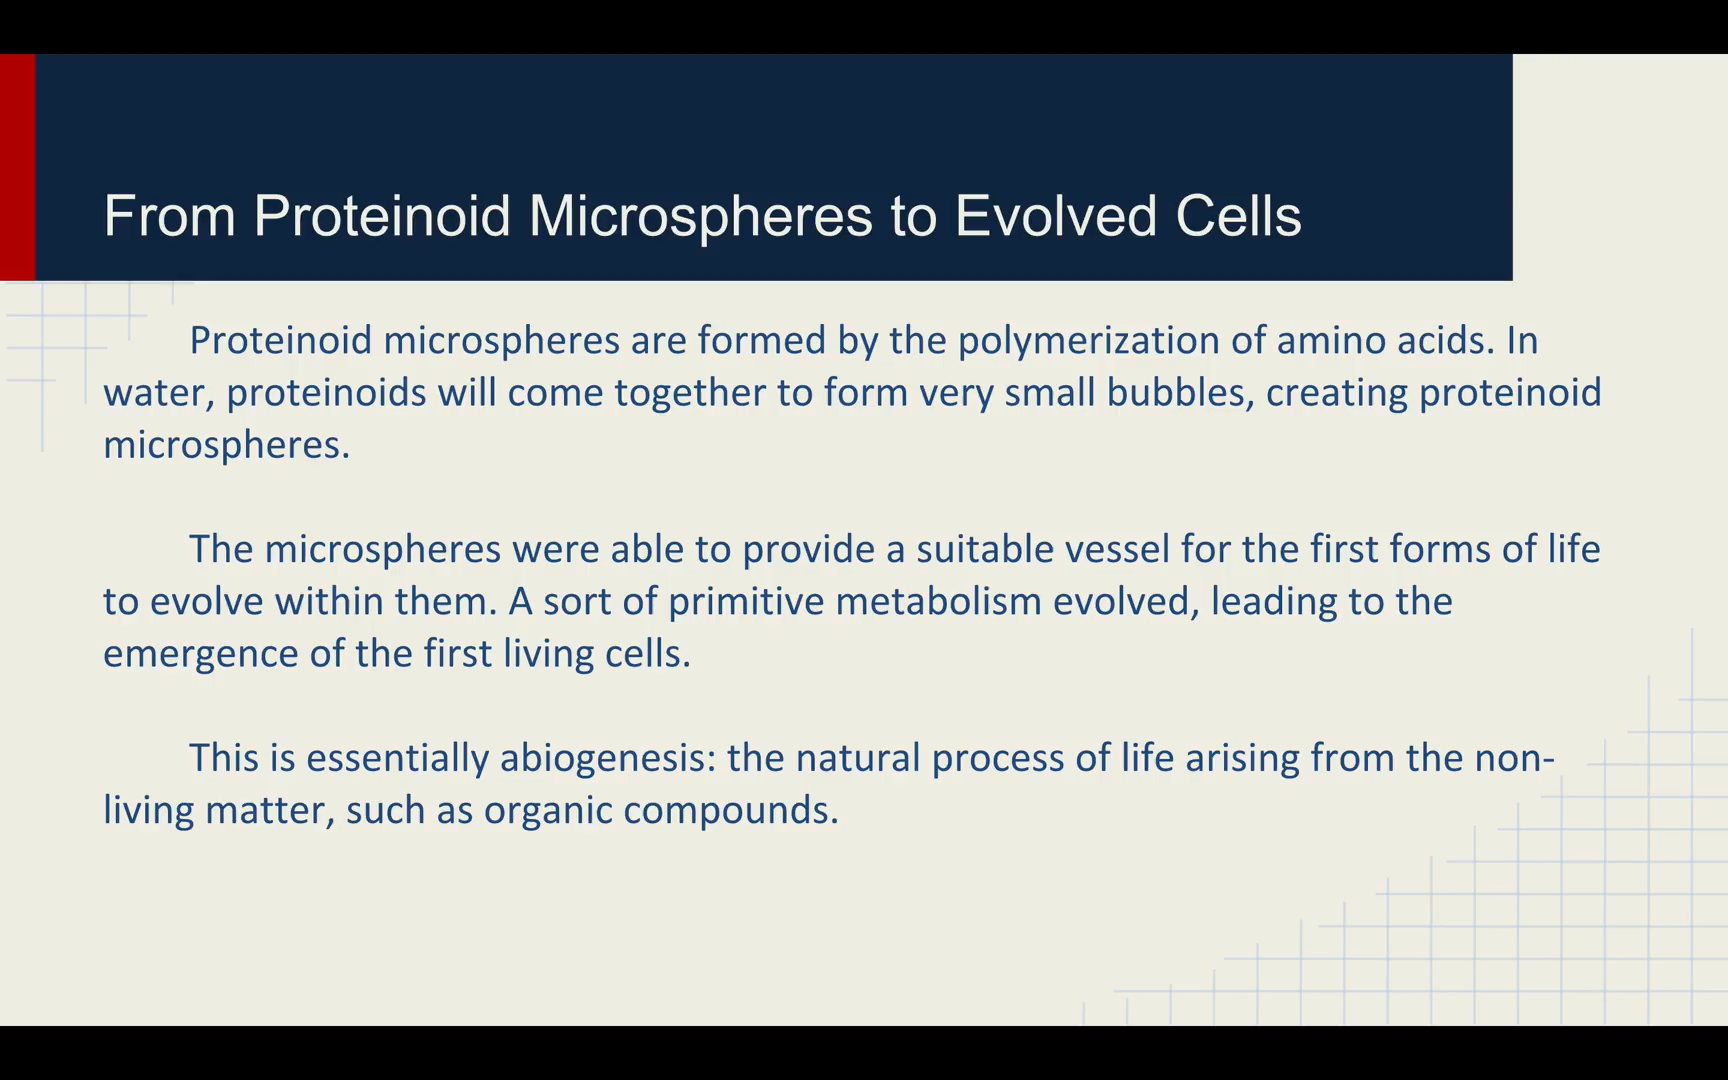 From Proteinoid Microspheres to Evolved Cells
Proteinoid microspheres are formed by the polymerization of amino acids. In
water, proteinoids will come together to form very small bubbles, creating proteinoid
microspheres.
The microspheres were able to provide a suitable vessel for the first forms of life
to evolve within them. A sort of primitive metabolism evolved, leading to the
emergence of the first living cells.
This is essentially abiogenesis: the natural process of life arising from the non-
living matter, such as organic compounds.